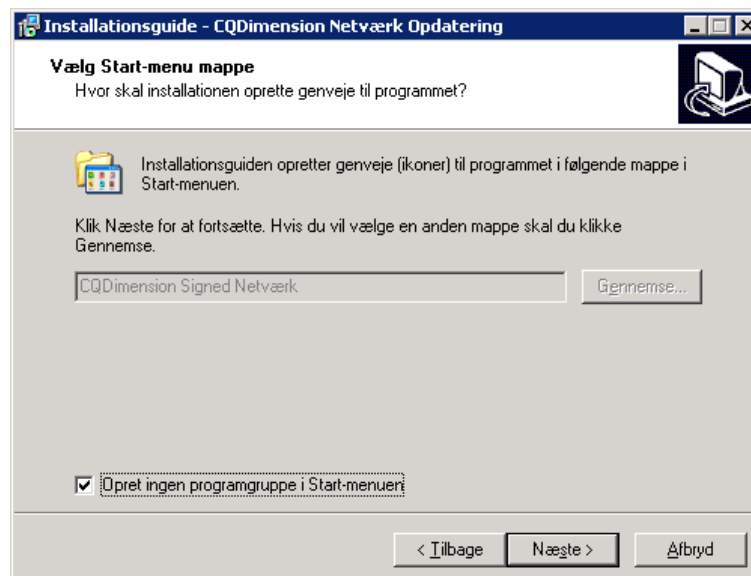 Installationsguide - CQDimension Netværk Opdatering
Vælg Start-menu mappe
Hvor skal installationen oprette genveje til programmet?
Installationsguiden opretter genveje (ikoner) til programmet i følgende mappe i
Start-menuen.
Klik Næste for at fortsætte. Hvis du vil vælge en anden mappe skal du klikke
Gennemse.
CQDimension Signed Netværk
Gennemse...
Opret ingen programgruppe i Start-menuen
< Tilbage
Næste >
Afbryd